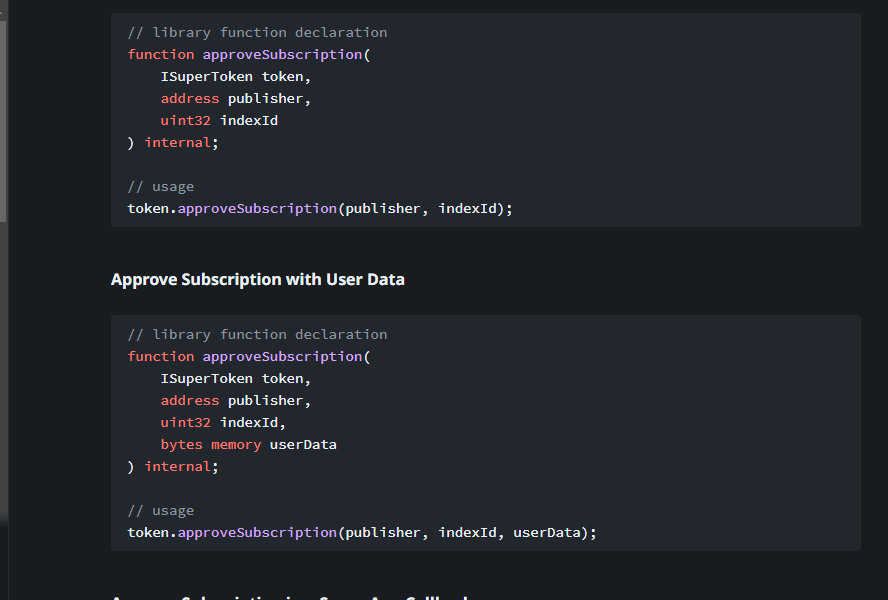 // library function declaration
function approveSubscription(
    ISuperToken token,
    address publisher,
    uint32 indexId
) internal;
// usage
token.approveSubscription(publisher, indexId);
Approve Subscription with User Data
// library function declaration
function approveSubscription(
    ISuperToken token,
    address publisher,
    uint32 indexId,
    bytes memory userData
) internal;
// usage
token.approveSubscription(publisher, indexId, userData);